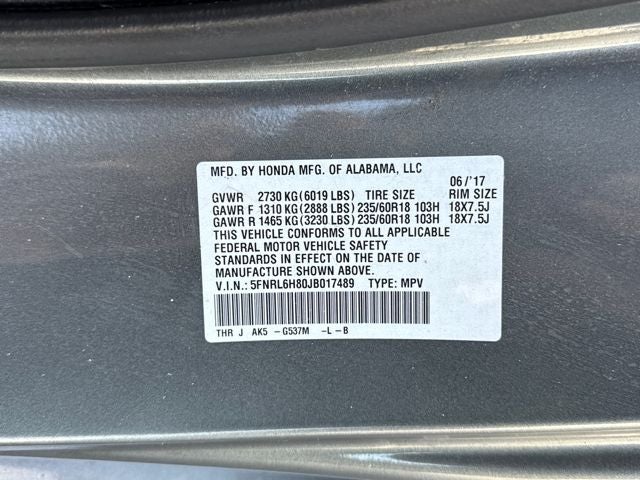 MFD. BY HONDA MFG. OF ALABAMA, LLC
06/'17
GVWR 2730 KG (6019 LBS) TIRE SIZE RIM SIZE
GAWR F 1310 KG (2888 LBS) 235/60R18 103H 18X7.5J
GAWR R 1465 KG (3230 LBS) 235/60R18 103H 18X7.5J
THIS VEHICLE CONFORMS TO ALL APPLICABLE
FEDERAL MOTOR VEHICLE SAFETY
STANDARDS IN EFFECT ON THE DATE OF
MANUFACTURE SHOWN ABOVE.
V.I.N.: 5FNRL6H80JB017489 TYPE: MPV
THR J AK5 -G537M -L-B